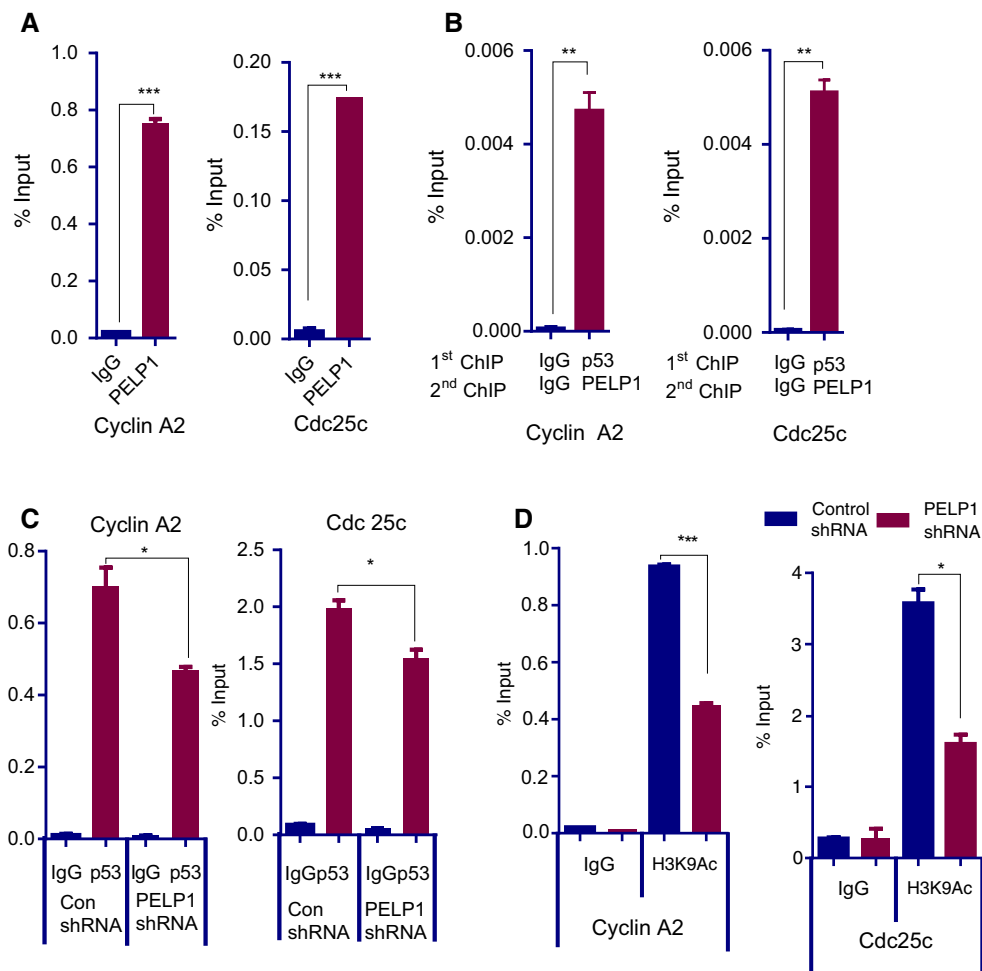 A
1.0
0.8
0.6
0.4
0.2
0.0
% Input
***
IgG
PELP1
Cyclin A2
0.20
0.15
0.10
0.05
0.00
% Input
***
IgG
PELP1
Cdc25c
B
0.006
0.004
0.002
0.000
% Input
**
1st ChIP IgG p53
2nd ChIP IgG PELP1
Cyclin A2
0.006
0.004
0.002
0.000
% Input
**
1st ChIP IgG p53
2nd ChIP IgG PELP1
Cdc25c
C
Cyclin A2
0.8
0.6
0.4
0.2
0.0
*
IgG p53 IgG p53
Con shRNA
PELP1 shRNA
Cdc 25c
2.5
2.0
1.5
1.0
0.5
0.0
% Input
*
IgGp53 IgGp53
Con shRNA
PELP1 shRNA
D
Control shRNA
PELP1 shRNA
1.0
0.8
0.6
0.4
0.2
0.0
% Input
***
IgG H3K9Ac
Cyclin A2
4
3
2
1
0
% Input
*
IgG H3K9Ac
Cdc25c